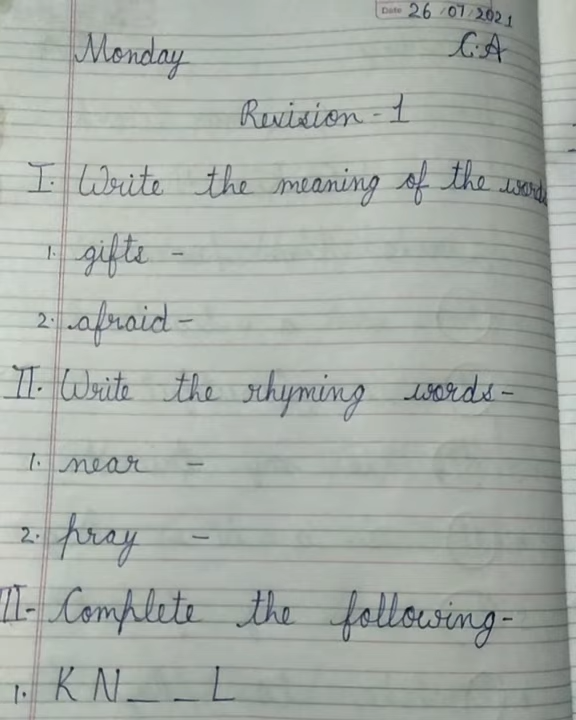 Date 26/07/2021
Monday C.A
Revision - 1
I. Write the meaning of the words
1. gifts -
2. afraid -
II. Write the rhyming words -
1. near -
2. pray -
III- Complete the following -
1. K N _ _ L